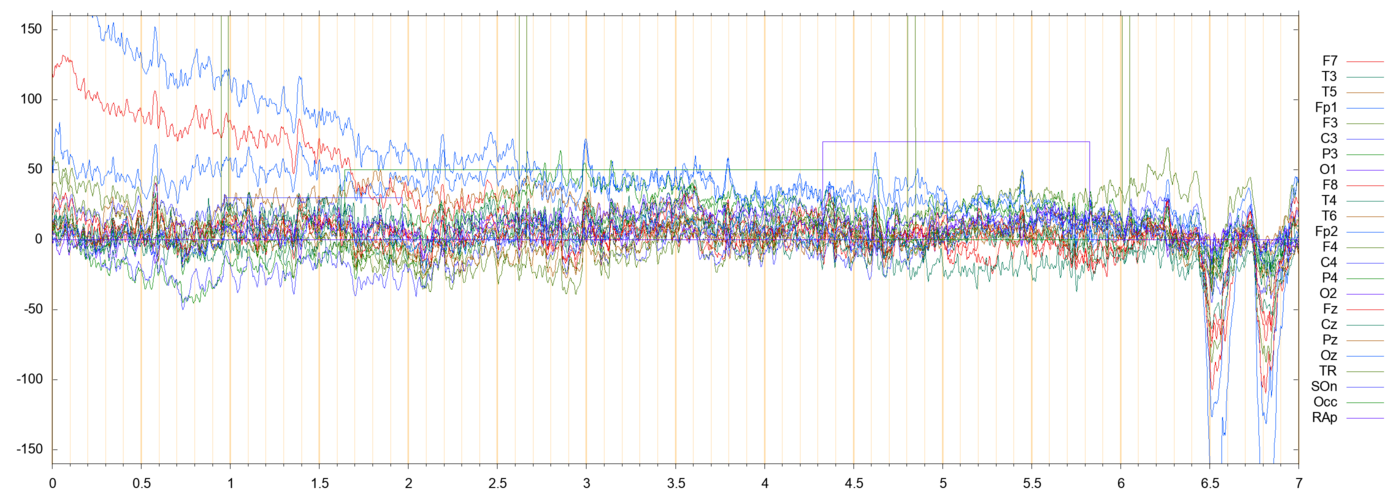 150
100
50
0
-50
-100
-150
0 0.5 1 1.5 2 2.5 3 3.5 4 4.5 5 5.5 6 6.5 7
F7
T3
T5
Fp1
F3
C3
P3
O1
F8
T4
T6
Fp2
F4
C4
P4
O2
Fz
Cz
Pz
Oz
TR
SOn
Occ
RAp